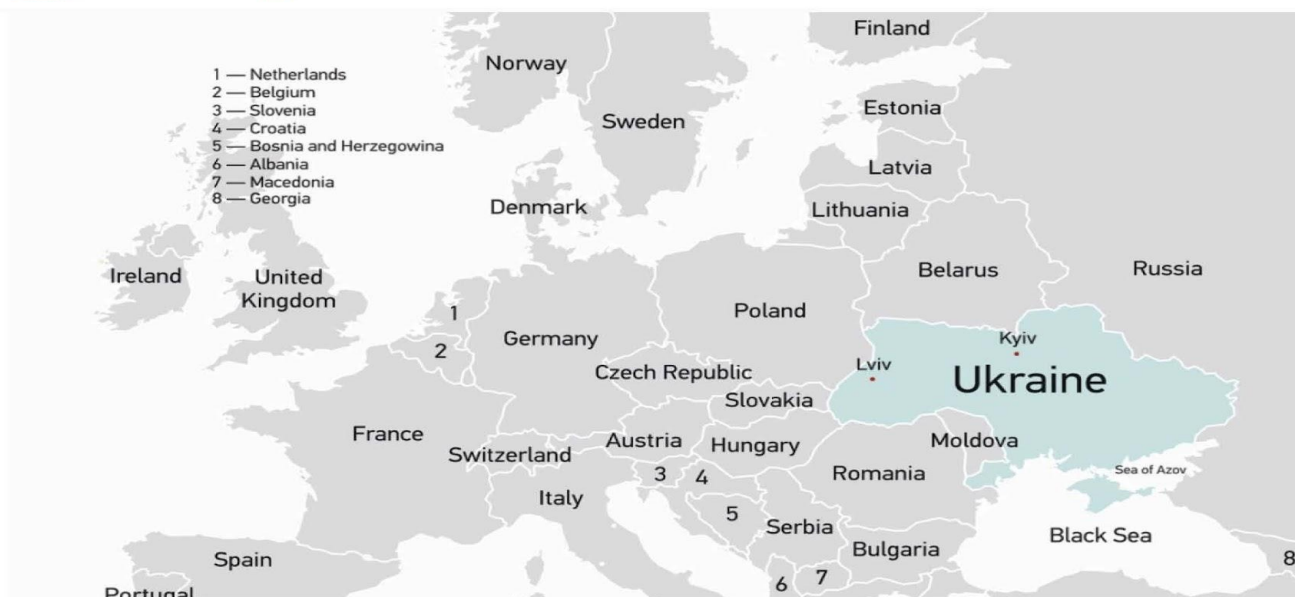 Finland
Norway
1 — Netherlands
2 — Belgium
3 — Slovenia
4 — Croatia
5 — Bosnia and Herzegowina
6 — Albania
7 — Macedonia
8 — Georgia
Estonia
Sweden
Latvia
Denmark
Lithuania
Ireland
United
Kingdom
Belarus
Russia
1
Poland
Germany
2
Kyiv
Lviv
Czech Republic
Ukraine
Slovakia
France
Switzerland
Austria
Hungary
Moldova
Romania
Sea of Azov
3
4
Italy
5
Serbia
Black Sea
Spain
Bulgaria
8
6
7
Portugal